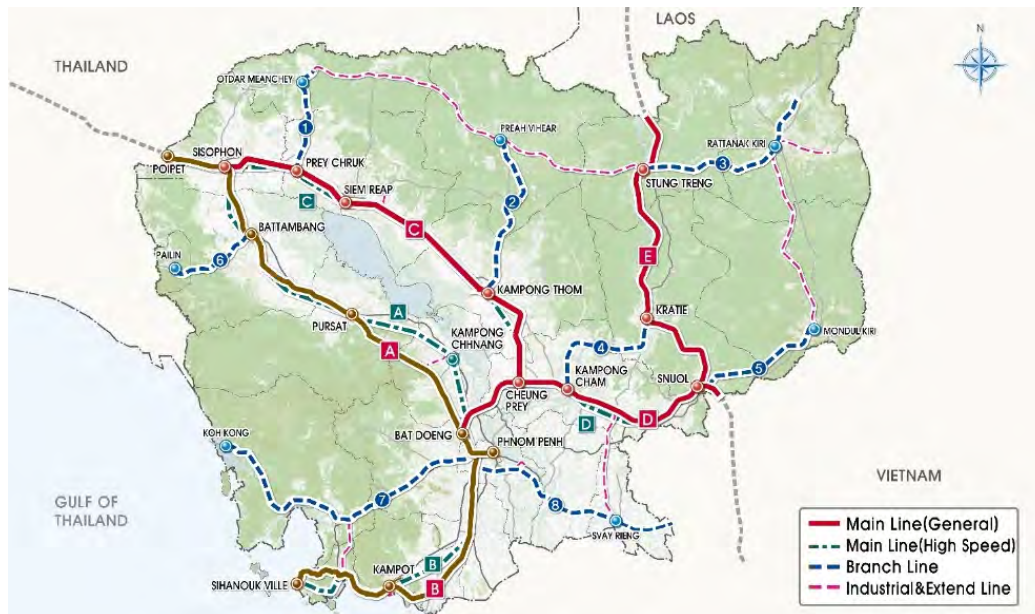 LAOS
N
THAILAND
OTDAR MEANCHEY
1
PREAH VIHEAR
RATTANAK KIRI
SISOPHON
POIPET
PREY CHRUK
3
STUNG TRENG
SIEM REAP
C
2
C
BATTAMBANG
E
PAILIN
6
KAMPONG THOM
A
KRATIE
PURSAT
MONDUL KIRI
KAMPONG
CHHNANG
A
4
KAMPONG
CHAM
5
SNUOL
CHEUNG
PREY
D
D
BAT DOENG
PHNOM PENH
KOH KONG
VIETNAM
GULF OF
THAILAND
7
8
SVAY RIENG
Main Line(General)
Main Line(High Speed)
Branch Line
Industrial&Extend Line
B
KAMPOT
SIHANOUK VILLE
B